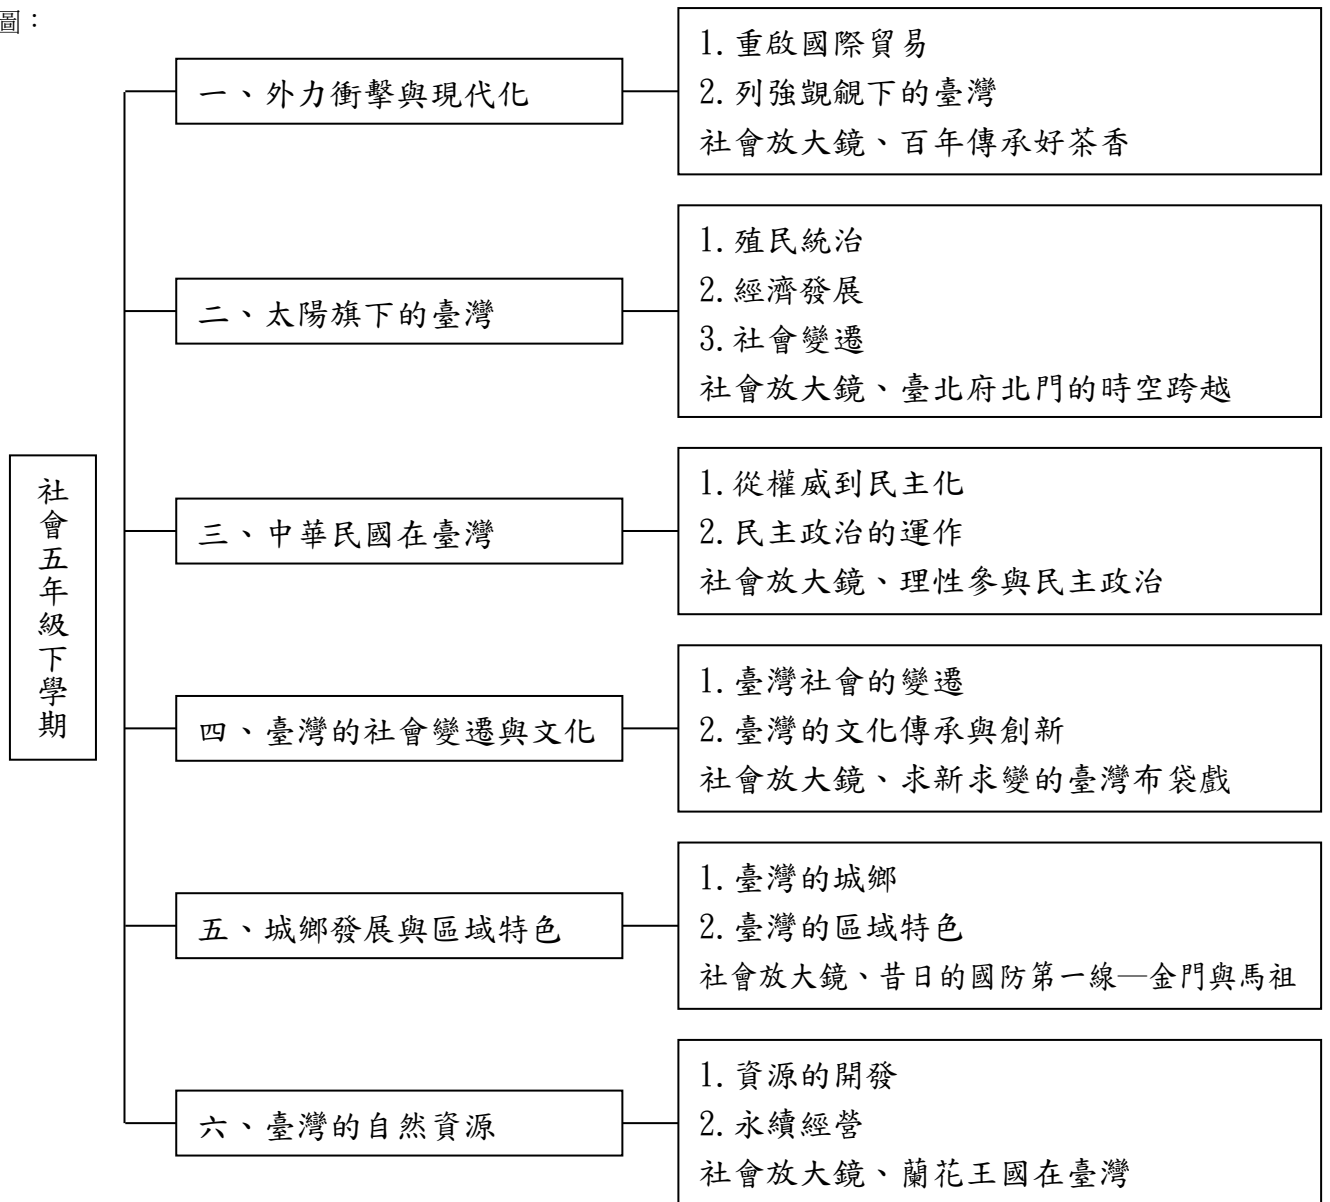 圖：
社會五年級下學期
一、外力衝擊與現代化
1.重啟國際貿易
2.列強覬覦下的臺灣
社會放大鏡、百年傳承好茶香
二、太陽旗下的臺灣
1.殖民統治
2.經濟發展
3.社會變遷
社會放大鏡、臺北府北門的時空跨越
三、中華民國在臺灣
1.從權威到民主化
2.民主政治的運作
社會放大鏡、理性參與民主政治
四、臺灣的社會變遷與文化
1.臺灣社會的變遷
2.臺灣的文化傳承與創新
社會放大鏡、求新求變的臺灣布袋戲
五、城鄉發展與區域特色
1.臺灣的城鄉
2.臺灣的區域特色
社會放大鏡、昔日的國防第一線—金門與馬祖
六、臺灣的自然資源
1.資源的開發
2.永續經營
社會放大鏡、蘭花王國在臺灣